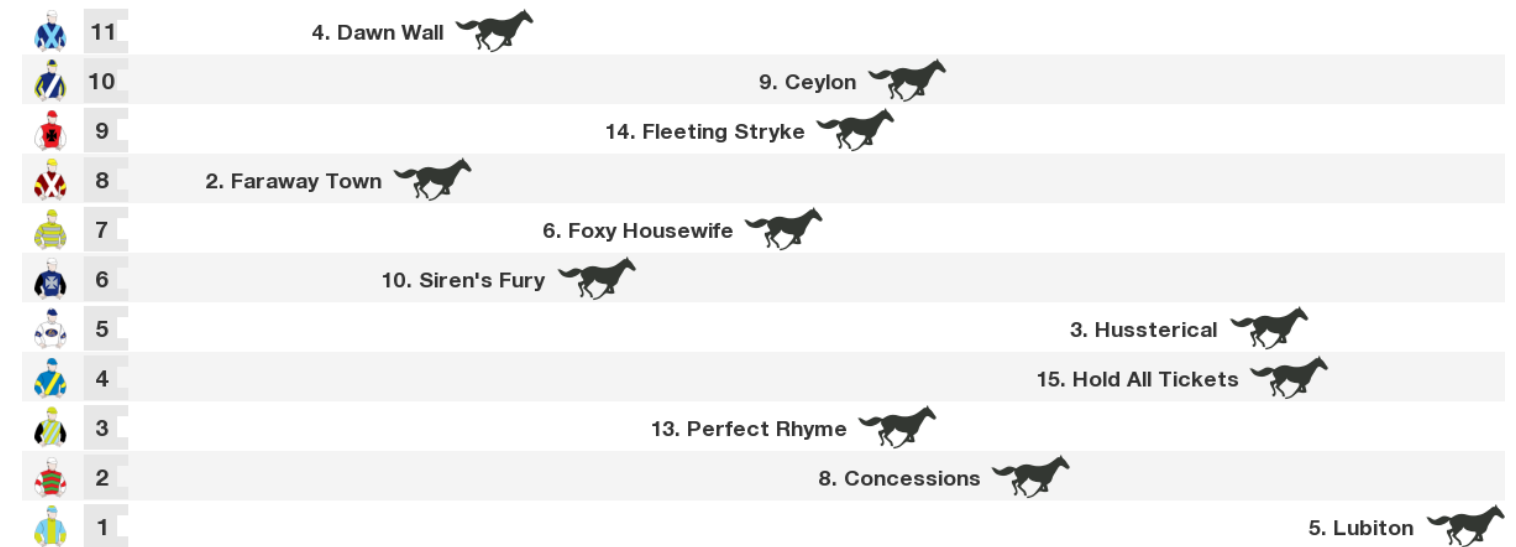 11 4. Dawn Wall
10 9. Ceylon
9 14. Fleeting Stryke
8 2. Faraway Town
7 6. Foxy Housewife
6 10. Siren's Fury
5 3. Hussterical
4 15. Hold All Tickets
3 13. Perfect Rhyme
2 8. Concessions
1 5. Lubiton